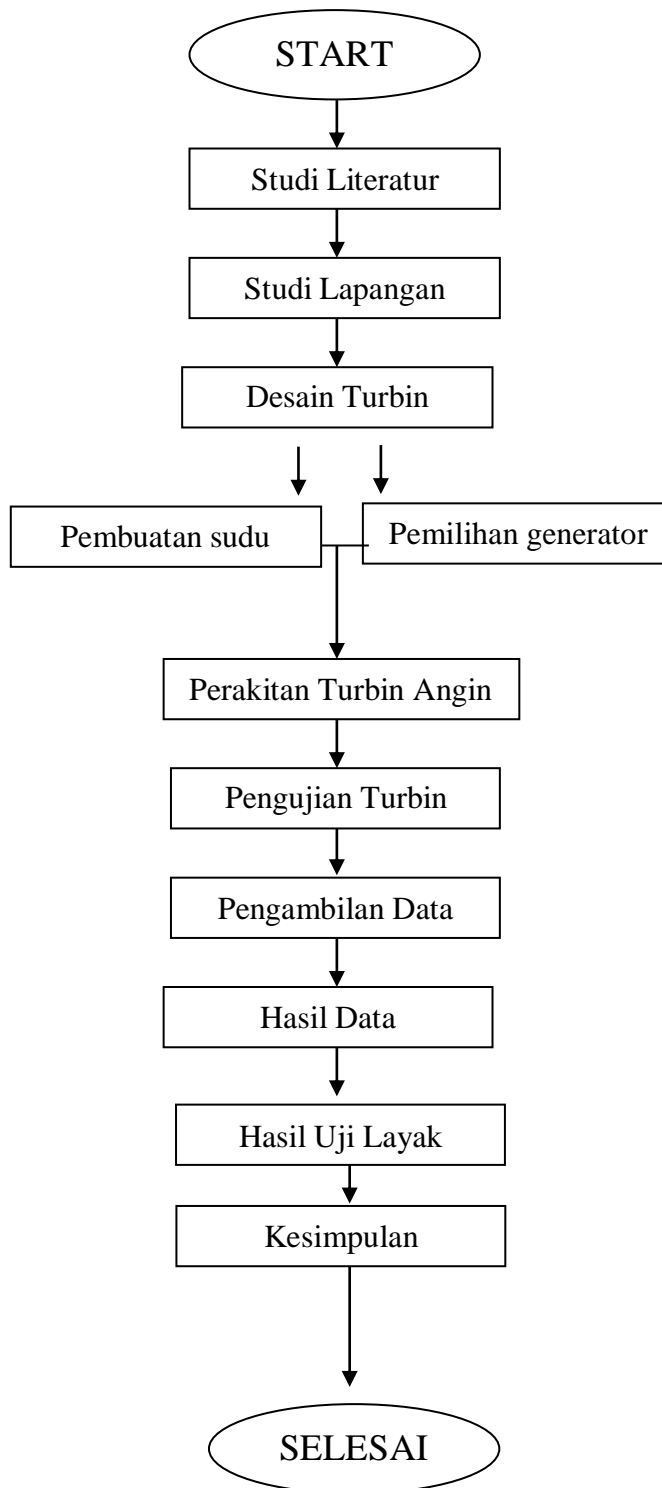 START
Studi Literatur
Studi Lapangan
Desain Turbin
Pembuatan sudu
Pemilihan generator
Perakitan Turbin Angin
Pengujian Turbin
Pengambilan Data
Hasil Data
Hasil Uji Layak
Kesimpulan
SELESAI